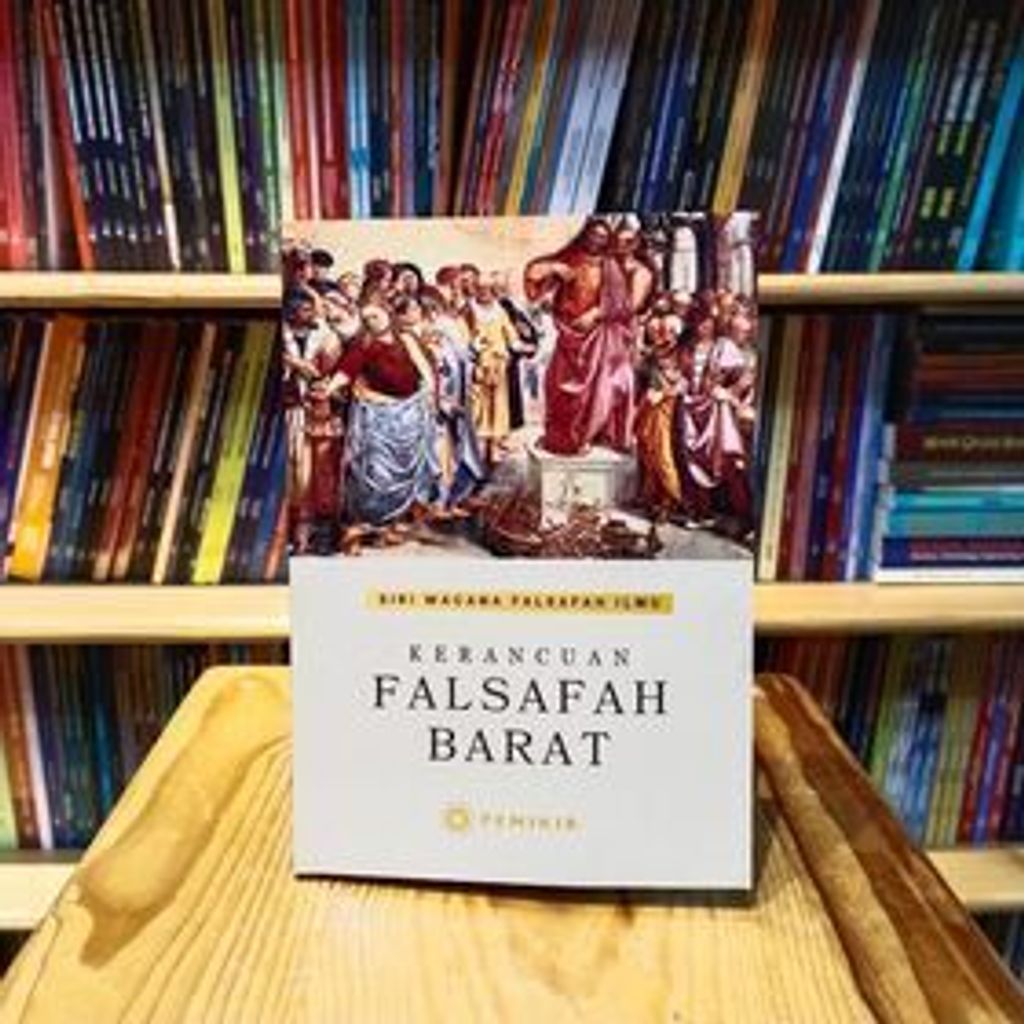 SIRI WACANA FALSAFAH ILMU
KERANCUAN
FALSAFAH
BARAT
PEMIKIR